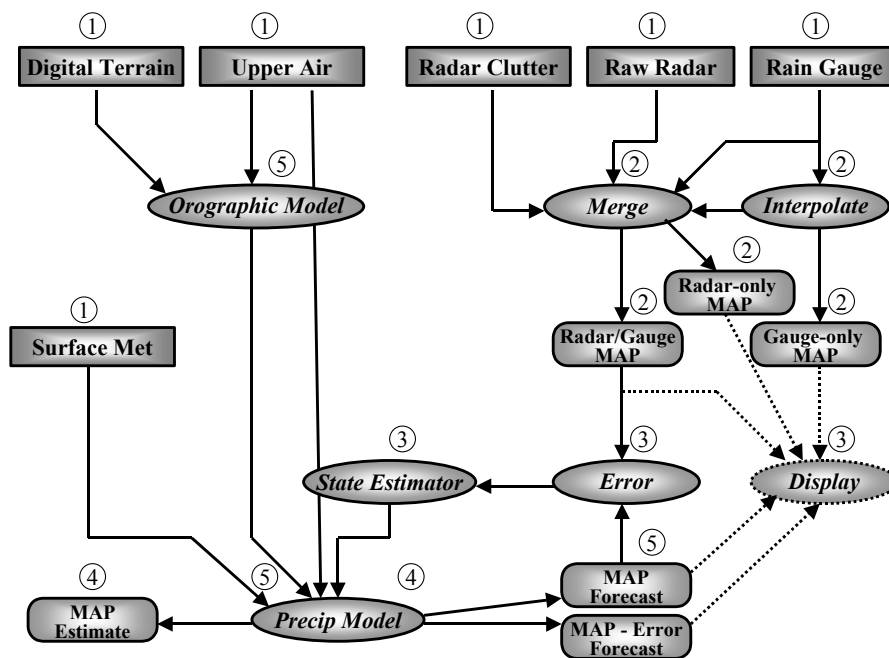 ① ① ① ① ①
Digital Terrain
Upper Air
Radar Clutter
Raw Radar
Rain Gauge
⑤ ② ②
Orographic Model
Merge
Interpolate
②
Radar-only
MAP
① ② ②
Surface Met
Radar/Gauge
MAP
Gauge-only
MAP
③ ③ ③
State Estimator
Error
Display
④ ⑤ ④ ⑤
MAP
Estimate
Precip Model
MAP
Forecast
MAP - Error
Forecast